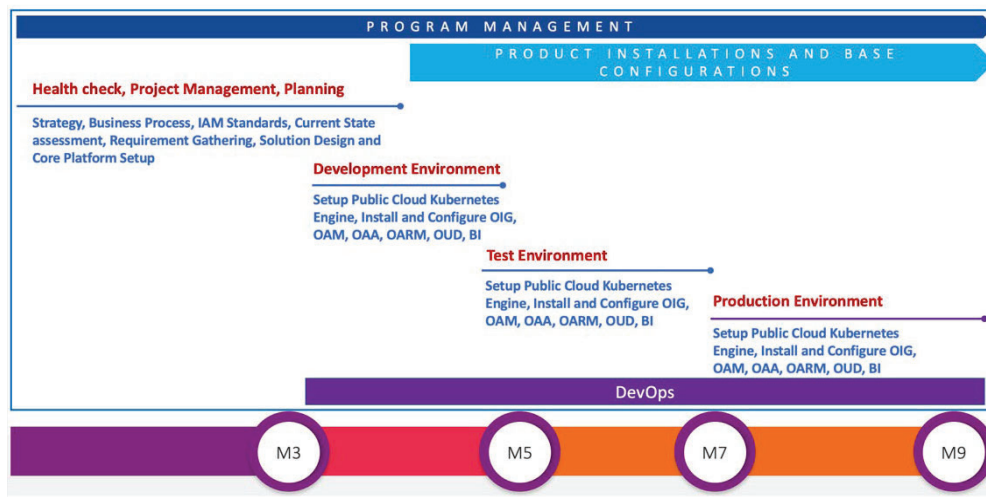 PROGRAM MANAGEMENT
PRODUCT INSTALLATIONS AND BASE
CONFIGURATIONS
Health check, Project Management, Planning
Strategy, Business Process, IAM Standards, Current State
assessment, Requirement Gathering, Solution Design and
Core Platform Setup
Development Environment
Setup Public Cloud Kubernetes
Engine, Install and Configure OIG,
OAM, OAA, OARM, OUD, BI
Test Environment
Setup Public Cloud Kubernetes
Engine, Install and Configure OIG,
OAM, OAA, OARM, OUD, BI
Production Environment
Setup Public Cloud Kubernetes
Engine, Install and Configure OIG,
OAM, OAA, OARM, OUD, BI
DevOps
M3
M5
M7
M9